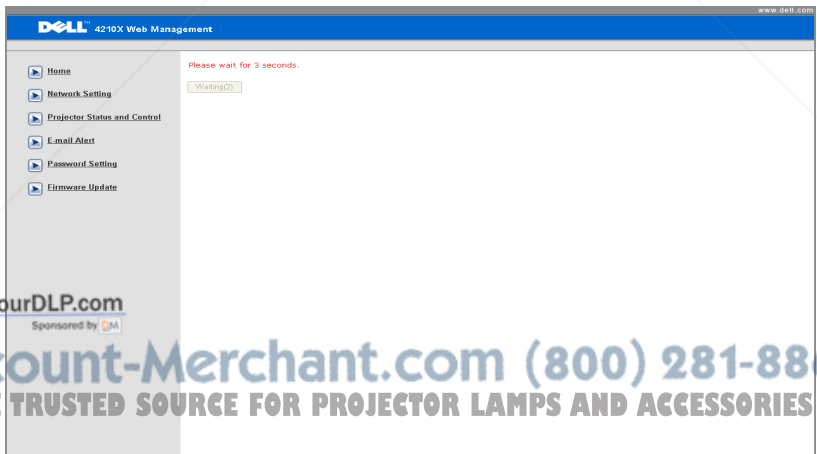 www.dell.com
DELL™ 4210X Web Management
Home
Network Setting
Projector Status and Control
E-mail Alert
Password Setting
Firmware Update
Please wait for 3 seconds.
Waiting(2)
ourDLP.com
Sponsored by DM
count-Merchant.com (800) 281-88
TRUSTED SOURCE FOR PROJECTOR LAMPS AND ACCESSORIES